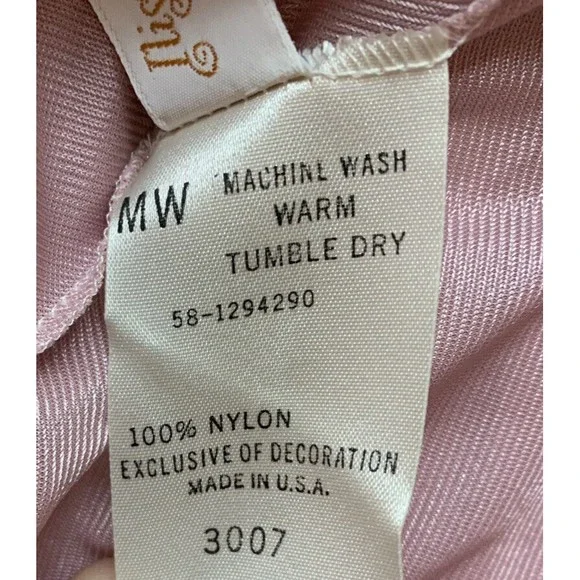 MW
MACHINE WASH
WARM
TUMBLE DRY
58-1294290
100% NYLON
EXCLUSIVE OF DECORATION
MADE IN U.S.A.
3007